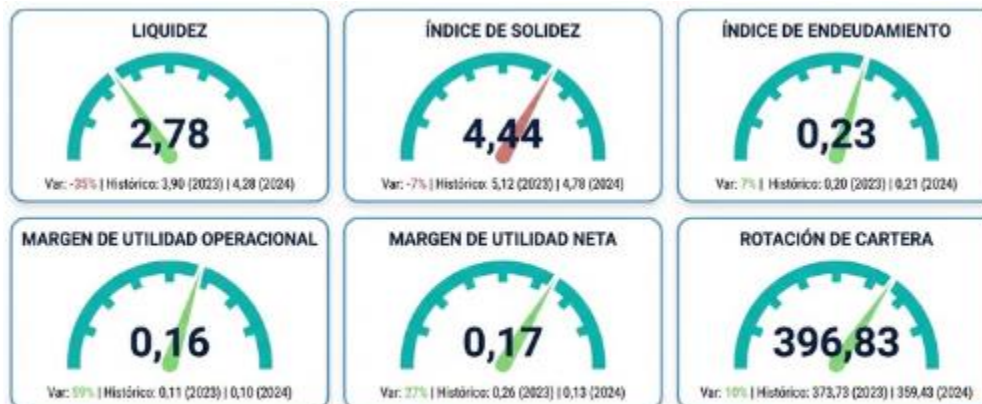 LIQUIDEZ
2,78
Var: -35% | Histórico: 3,90 (2023) | 4,28 (2024)
ÍNDICE DE SOLIDEZ
4,44
Var: -7% | Histórico: 5,12 (2023) | 4,78 (2024)
ÍNDICE DE ENDEUDAMIENTO
0,23
Var: 7% | Histórico: 0,20 (2023) | 0,21 (2024)
MARGEN DE UTILIDAD OPERACIONAL
0,16
Var: 59% | Histórico: 0,11 (2023) | 0,10 (2024)
MARGEN DE UTILIDAD NETA
0,17
Var: 27% | Histórico: 0,26 (2023) | 0,13 (2024)
ROTACIÓN DE CARTERA
396,83
Var: 10% | Histórico: 373,73 (2023) | 359,43 (2024)